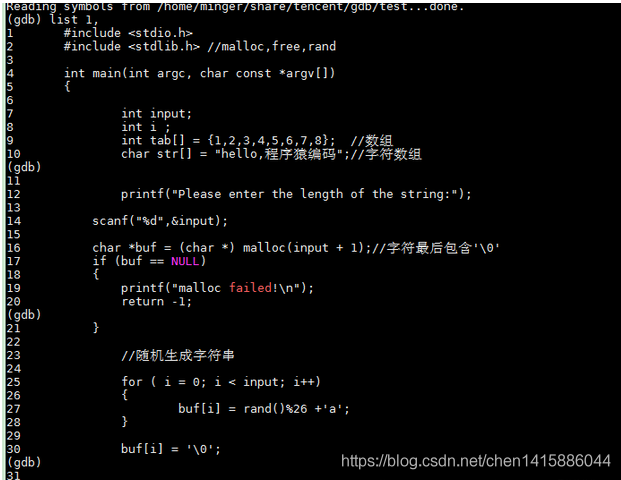 Reading symbols from /home/minger/share/tencent/gdb/test...done.
(gdb) list 1,
1 #include <stdio.h>
2 #include <stdlib.h> //malloc,free,rand
3
4 int main(int argc, char const *argv[])
5 {
6
7 int input;
8 int i ;
9 int tab[] = {1,2,3,4,5,6,7,8}; //数组
10 char str[] = "hello,程序猿编码";//字符数组
(gdb)
11
12 printf("Please enter the length of the string:");
13
14 scanf("%d",&input);
15
16 char *buf = (char *) malloc(input + 1);//字符最后包含'\0'
17 if (buf == NULL)
18 {
19 printf("malloc failed!\n");
20 return -1;
(gdb)
21 }
22
23 //随机生成字符串
24
25 for ( i = 0; i < input; i++)
26 {
27 buf[i] = rand()%26 +'a';
28 }
29
30 buf[i] = '\0';
(gdb)
31
https://blog.csdn.net/chen1415886044